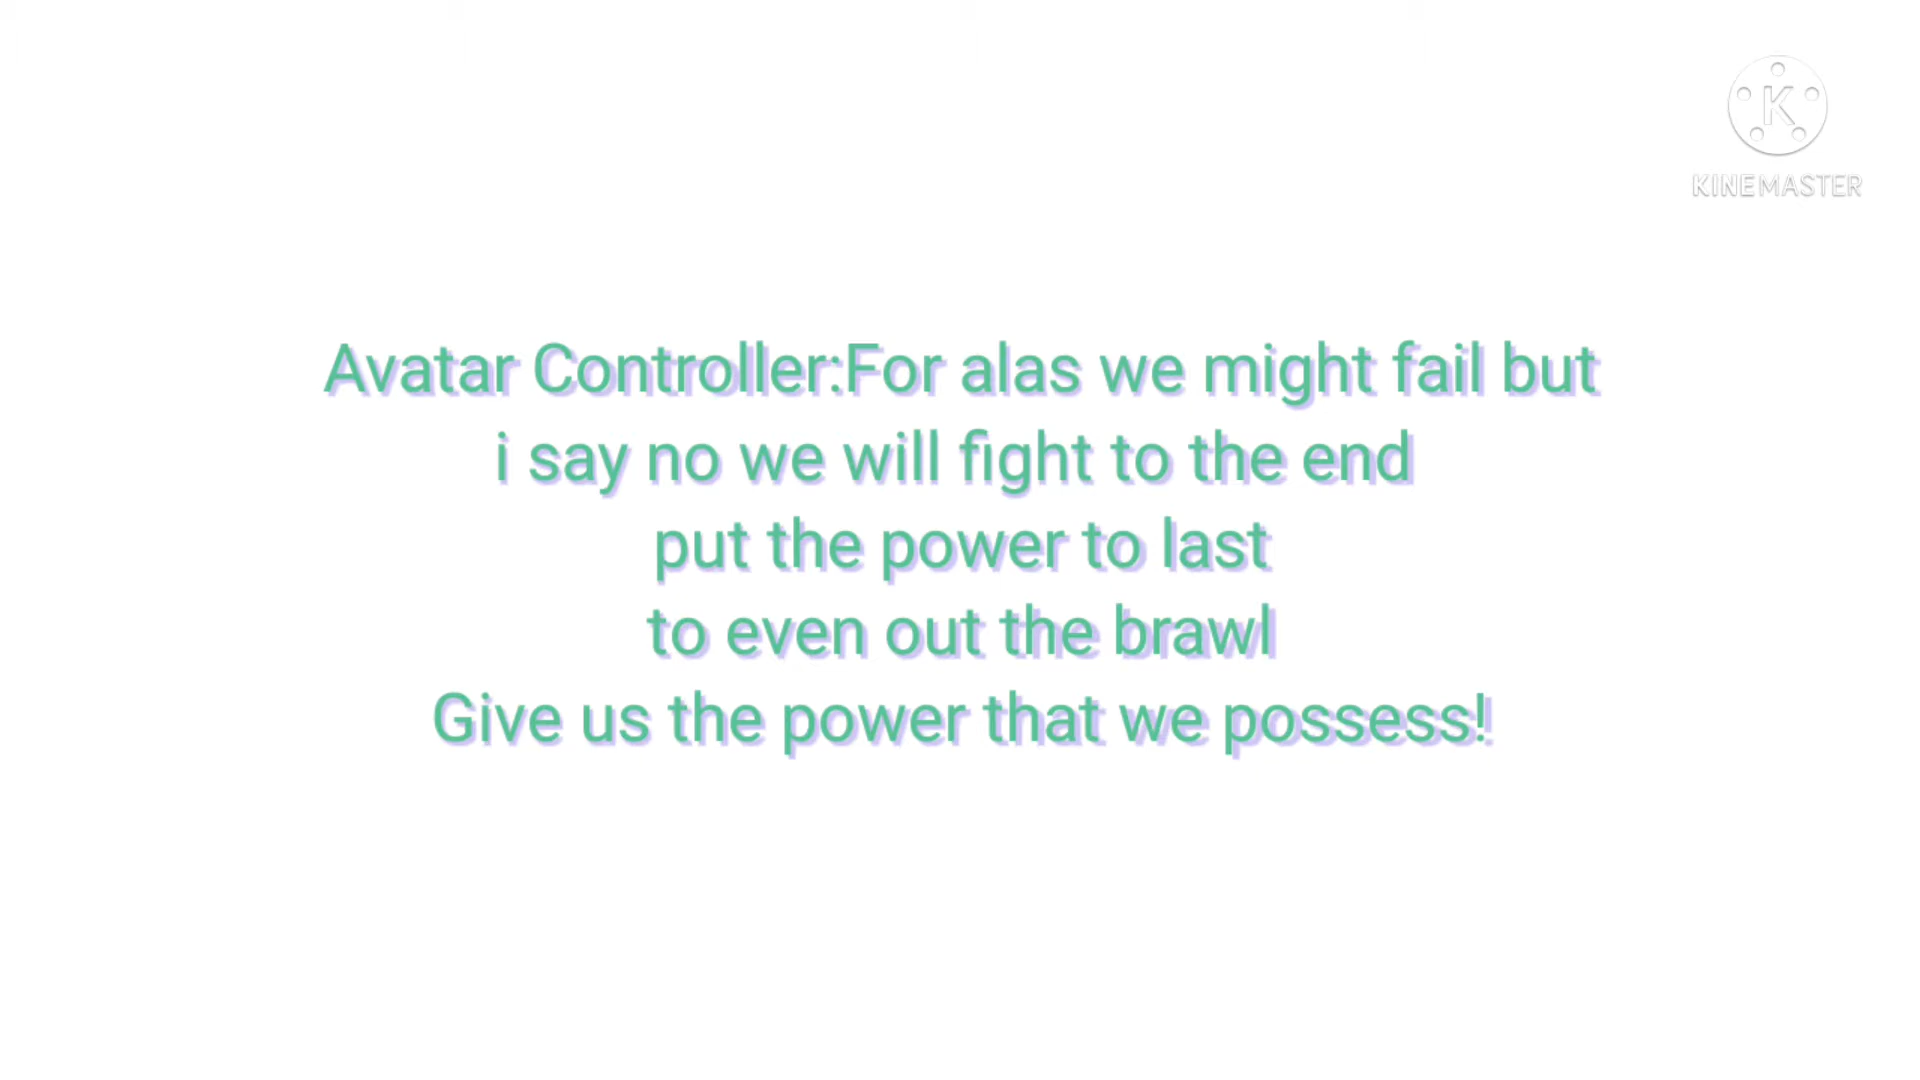 K
KINEMASTER
Avatar Controller:For alas we might fail but
i say no we will fight to the end
put the power to last
to even out the brawl
Give us the power that we possess!